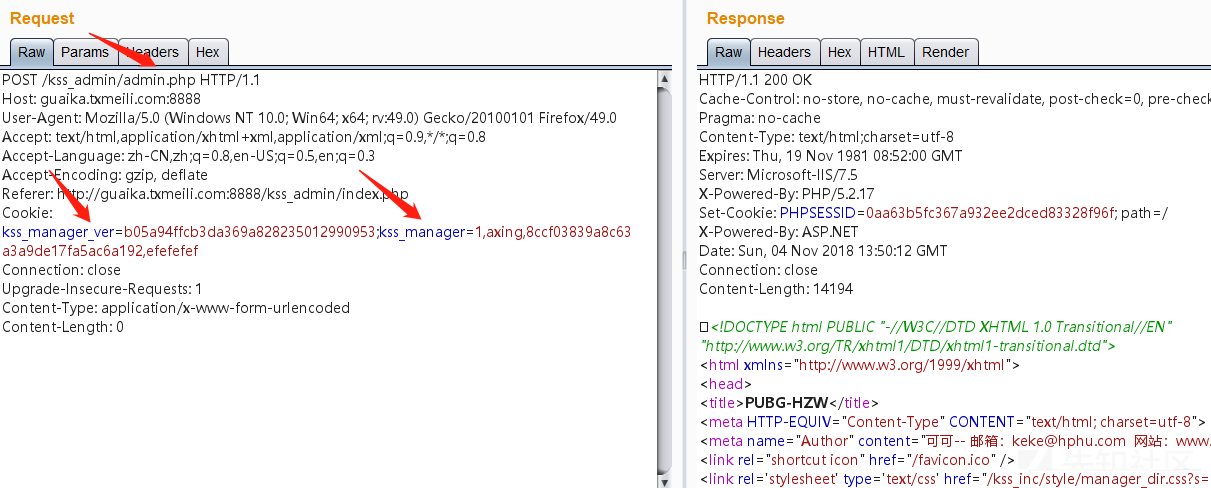 Request
Raw Params Headers Hex
POST /kss_admin/admin.php HTTP/1.1
Host: guaika.txmeili.com:8888
User-Agent: Mozilla/5.0 (Windows NT 10.0; Win64; x64; rv:49.0) Gecko/20100101 Firefox/49.0
Accept: text/html,application/xhtml+xml,application/xml;q=0.9,*/*;q=0.8
Accept-Language: zh-CN,zh;q=0.8,en-US;q=0.5,en;q=0.3
Accept-Encoding: gzip, deflate
Referer: http://guaika.txmeili.com:8888/kss_admin/index.php
Cookie:
kss_manager_ver=b05a94ffcb3da369a828235012990953;kss_manager=1,axing,8ccf03839a8c63
a3a9de17fa5ac6a192,efefefef
Connection: close
Upgrade-Insecure-Requests: 1
Content-Type: application/x-www-form-urlencoded
Content-Length: 0
Response
Raw Headers Hex HTML Render
HTTP/1.1 200 OK
Cache-Control: no-store, no-cache, must-revalidate, post-check=0, pre-check
Pragma: no-cache
Content-Type: text/html;charset=utf-8
Expires: Thu, 19 Nov 1981 08:52:00 GMT
Server: Microsoft-IIS/7.5
X-Powered-By: PHP/5.2.17
Set-Cookie: PHPSESSID=0aa63b5fc367a932ee2dced83328f96f; path=/
X-Powered-By: ASP.NET
Date: Sun, 04 Nov 2018 13:50:12 GMT
Connection: close
Content-Length: 14194
<!DOCTYPE html PUBLIC "-//W3C//DTD XHTML 1.0 Transitional//EN"
"http://www.w3.org/TR/xhtml1/DTD/xhtml1-transitional.dtd">
<html xmlns="http://www.w3.org/1999/xhtml">
<head>
<title>PUBG-HZW</title>
<meta HTTP-EQUIV="Content-Type" CONTENT="text/html; charset=utf-8">
<meta name="Author" content="可可-- 邮箱：keke@hphu.com 网站：www.
<link rel="shortcut icon" href="/favicon.ico" />
<link rel='stylesheet' type='text/css' href="/kss_inc/style/manager_dir.css?s=